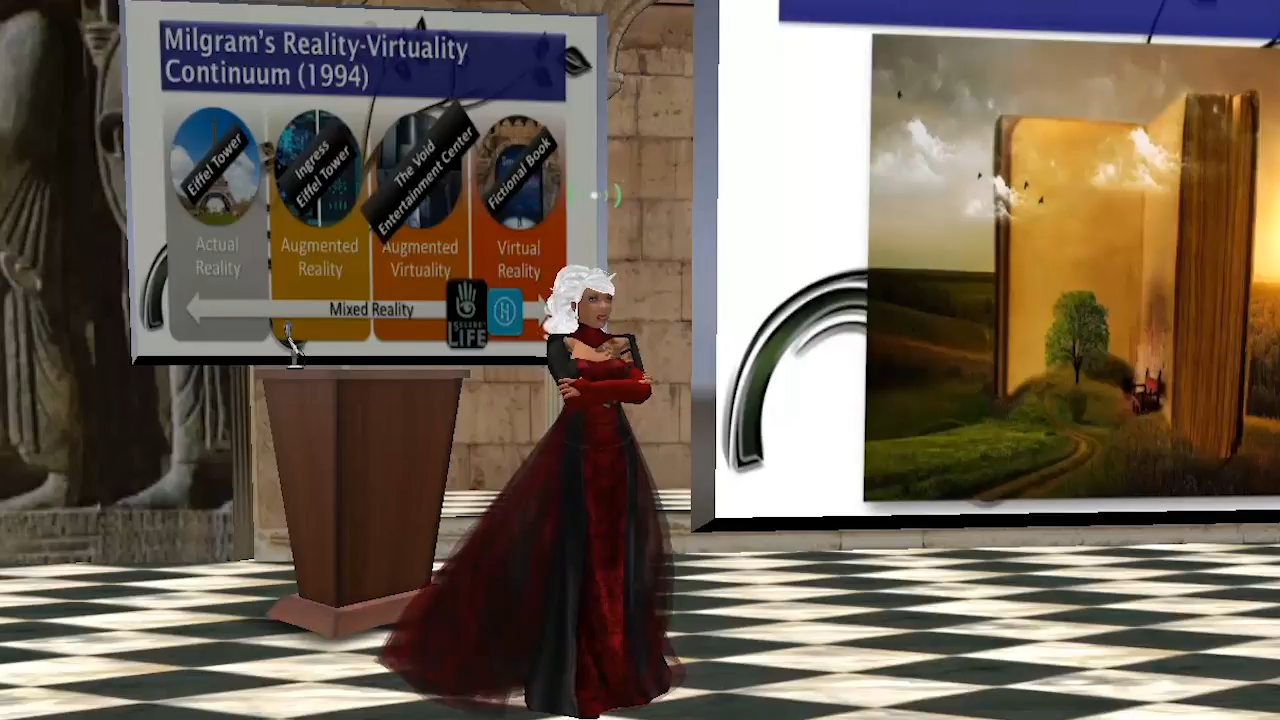 Milgram's Reality-Virtuality
Continuum (1994)
Eiffel Tower
Ingress
Eiffel Tower
The Void
Entertainment Center
Fictional Book
Actual
Reality
Augmented
Reality
Augmented
Virtuality
Virtual
Reality
Mixed Reality
SECOND
LIFE